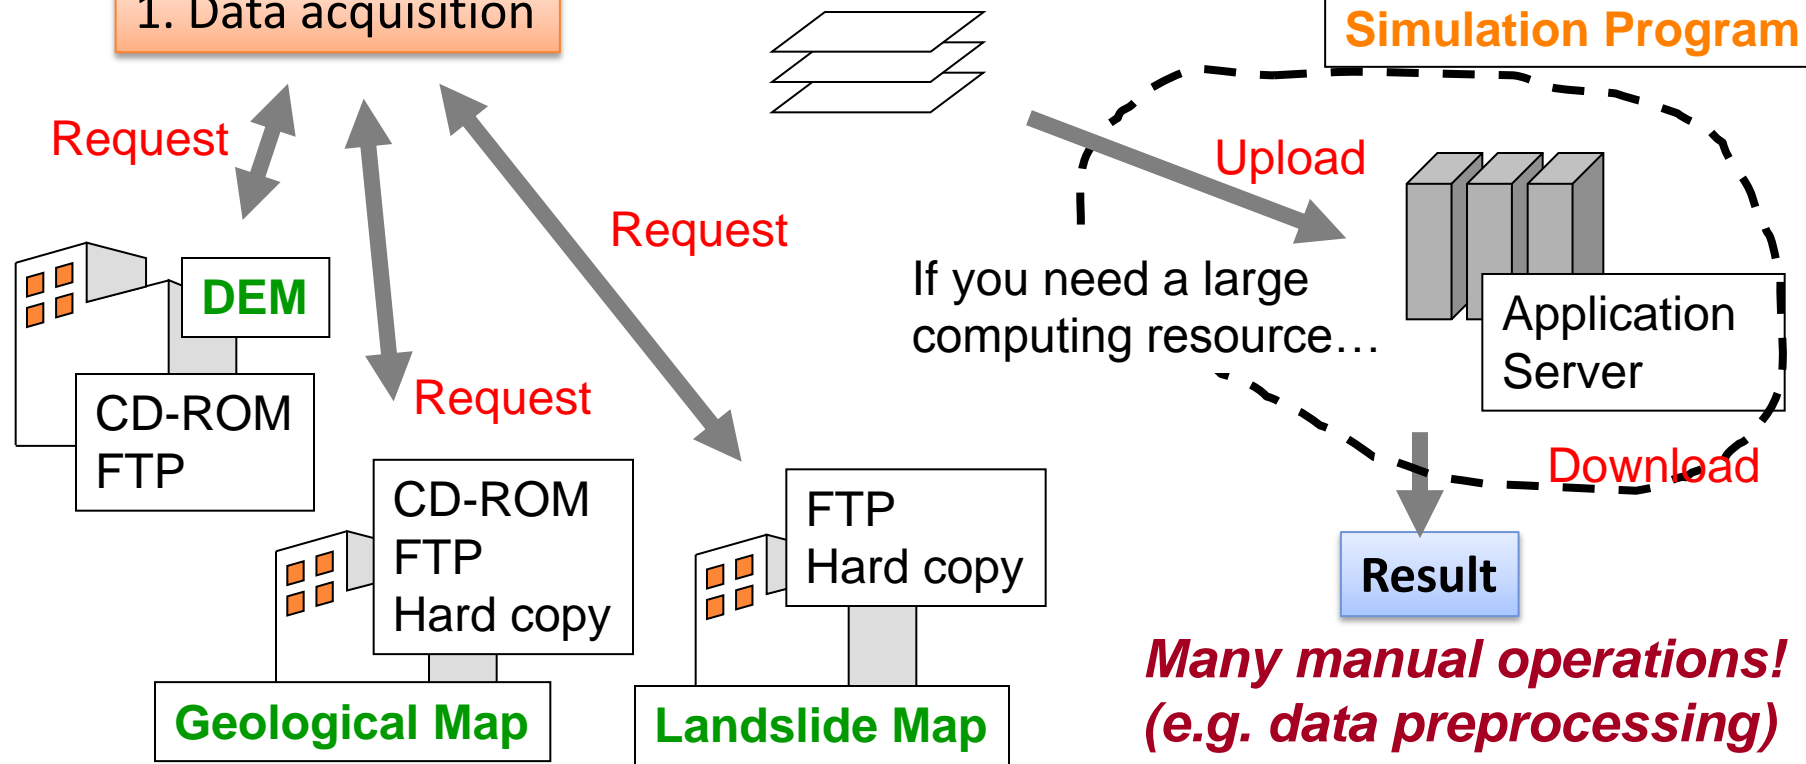 1. Data acquisition
Simulation Program
Request
Upload
Request
If you need a large
computing resource…
DEM
Application
Server
CD-ROM
FTP
Request
Download
CD-ROM
FTP
Hard copy
FTP
Hard copy
Result
Geological Map
Landslide Map
Many manual operations!
(e.g. data preprocessing)